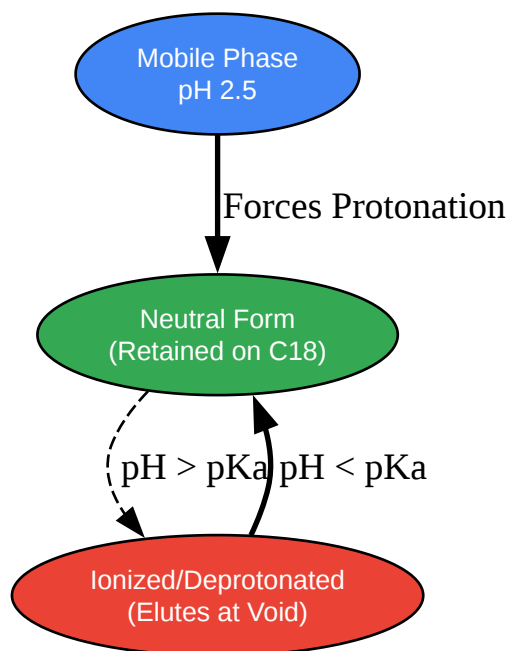 Mobile Phase
pH 2.5
Forces Protonation
Neutral Form
(Retained on C18)
pH > pKa
pH < pKa
Ionized/Deprotonated
(Elutes at Void)